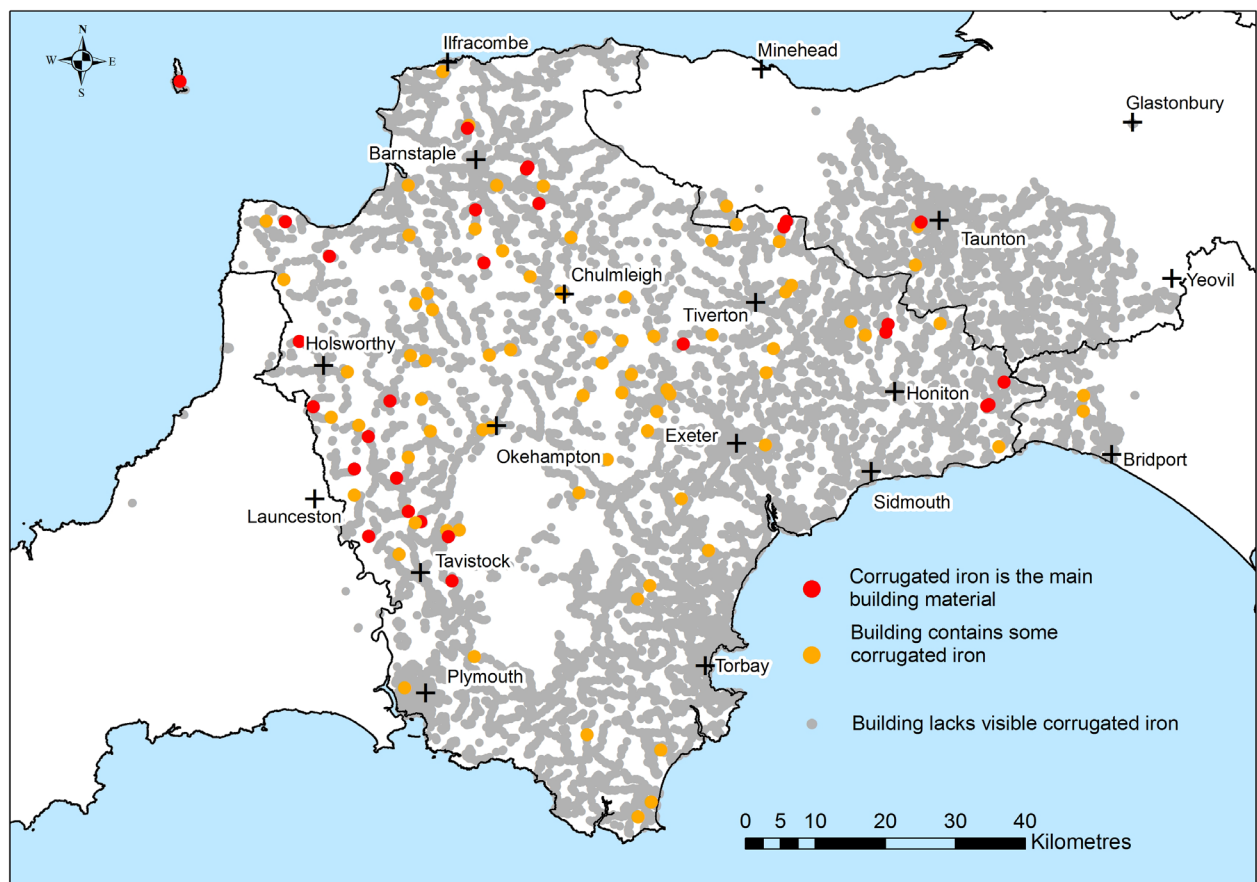 N
W E
S
Ilfracombe
Minehead
Glastonbury
Barnstaple
Taunton
Yeovil
Chulmleigh
Tiverton
Holsworthy
Honiton
Exeter
Okehampton
Bridport
Sidmouth
Launceston
Tavistock
Torbay
Plymouth
Corrugated iron is the main
building material
Building contains some
corrugated iron
Building lacks visible corrugated iron
0 5 10 20 30 40
Kilometres